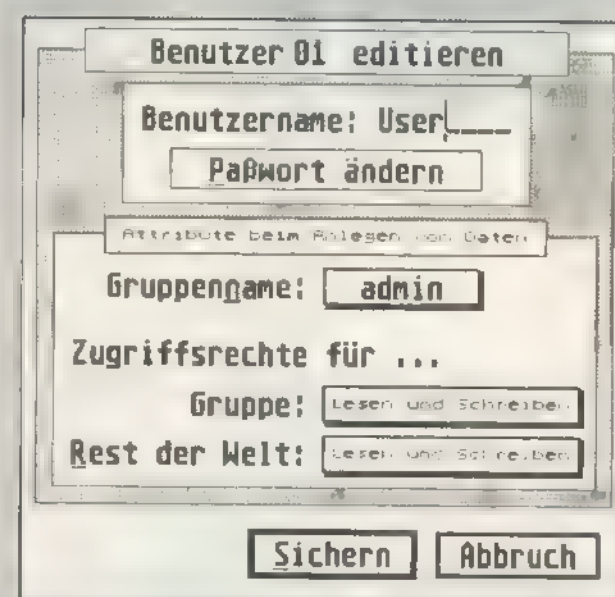 Benutzer 01 editieren
Benutzername: User____
Paßwort ändern
Attribute beim Anlegen von Daten
Gruppenname: admin
Zugriffsrechte für ...
Gruppe: Lesen und Schreiben
Rest der Welt: Lesen und Schreiben
Sichern Abbruch